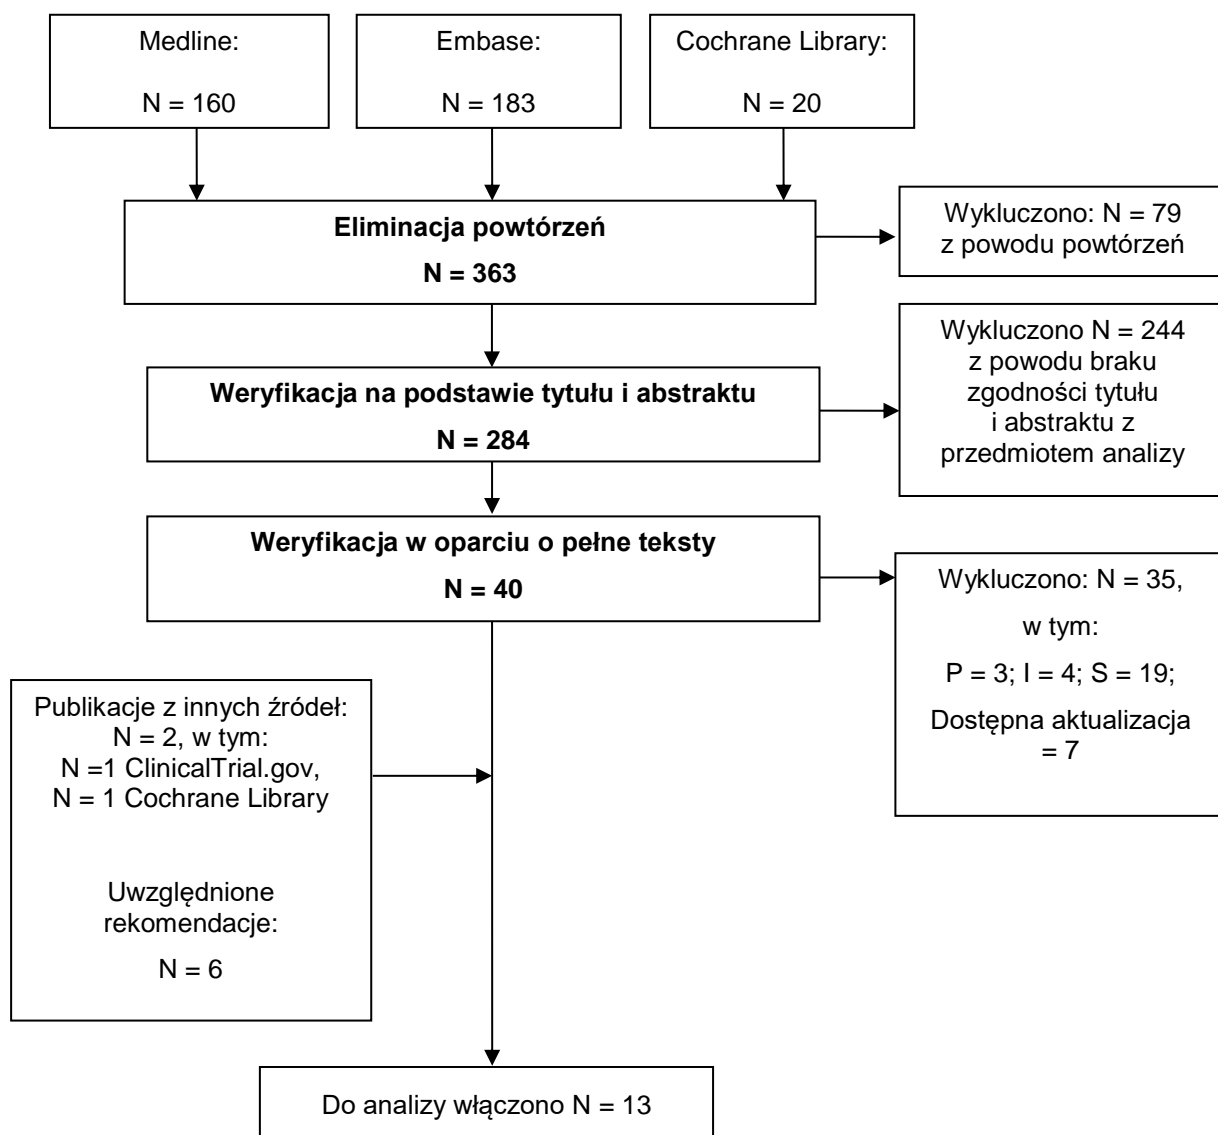 Medline:
N = 160
Embase:
N = 183
Cochrane Library:
N = 20
Eliminacja powtórzeń
N = 363
Wykluczono: N = 79
z powodu powtórzeń
Weryfikacja na podstawie tytułu i abstraktu
N = 284
Wykluczono N = 244
z powodu braku
zgodności tytułu
i abstraktu z
przedmiotem analizy
Weryfikacja w oparciu o pełne teksty
N = 40
Wykluczono: N = 35,
w tym:
P = 3; I = 4; S = 19;
Dostępna aktualizacja
= 7
Publikacje z innych źródeł:
N = 2, w tym:
N =1 ClinicalTrial.gov,
N = 1 Cochrane Library
Uwzględnione
rekomendacje:
N = 6
Do analizy włączono N = 13